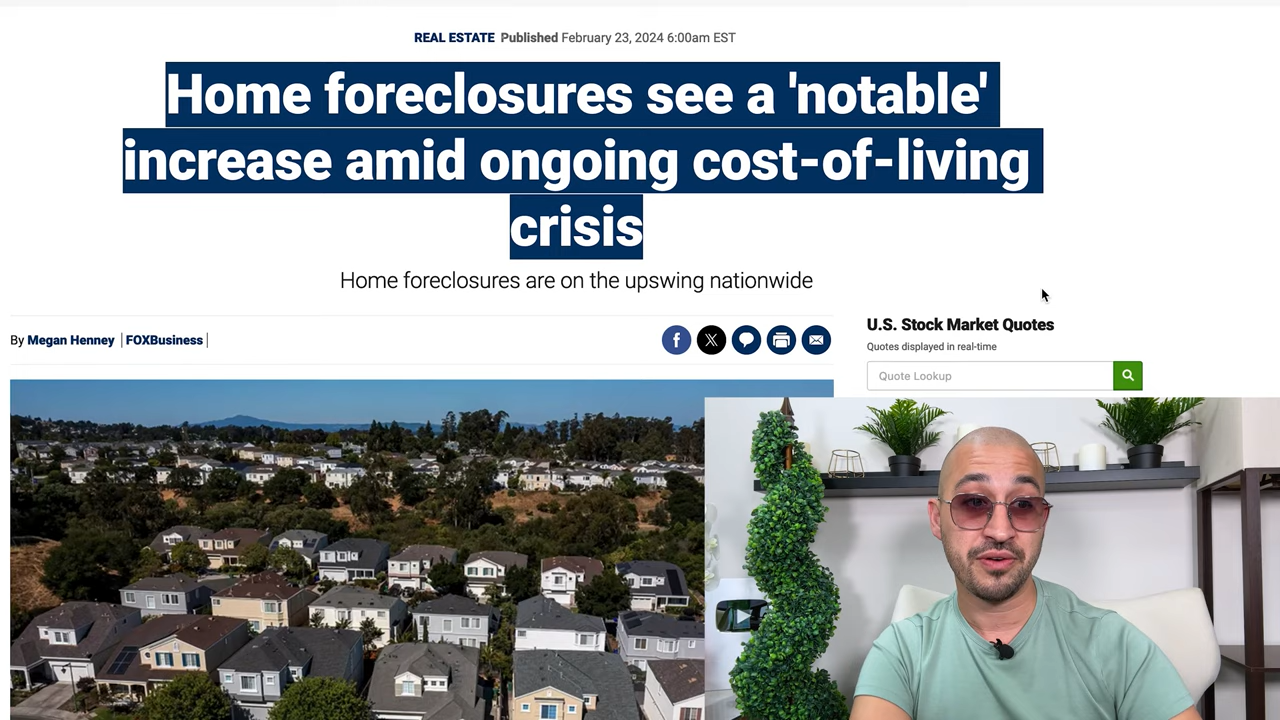 REAL ESTATE Published February 23, 2024 6:00am EST
Home foreclosures see a 'notable'
increase amid ongoing cost-of-living
crisis
Home foreclosures are on the upswing nationwide
By Megan Henney FOXBusiness
U.S. Stock Market Quotes
Quotes displayed in real-time
Quote Lookup